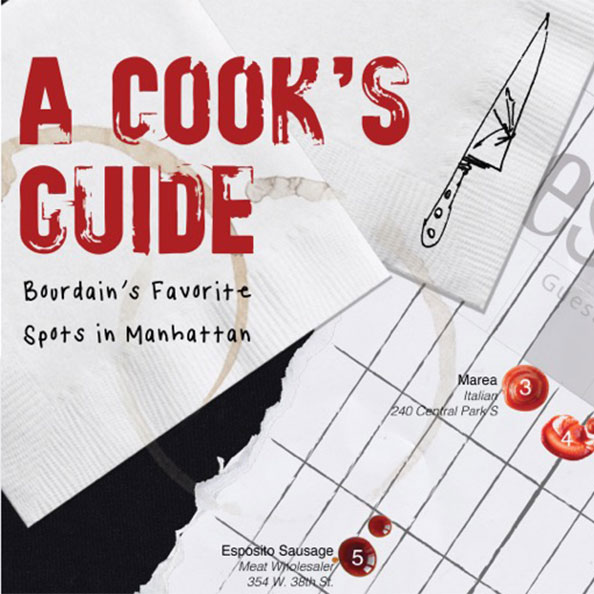 A COOK'S
GUIDE
Bourdain's Favorite
Spots in Manhattan
Gues
Marea
Italian
240 Central Park S
3
4
Esposito Sausage
Meat Wholesaler
354 W. 38th St.
5